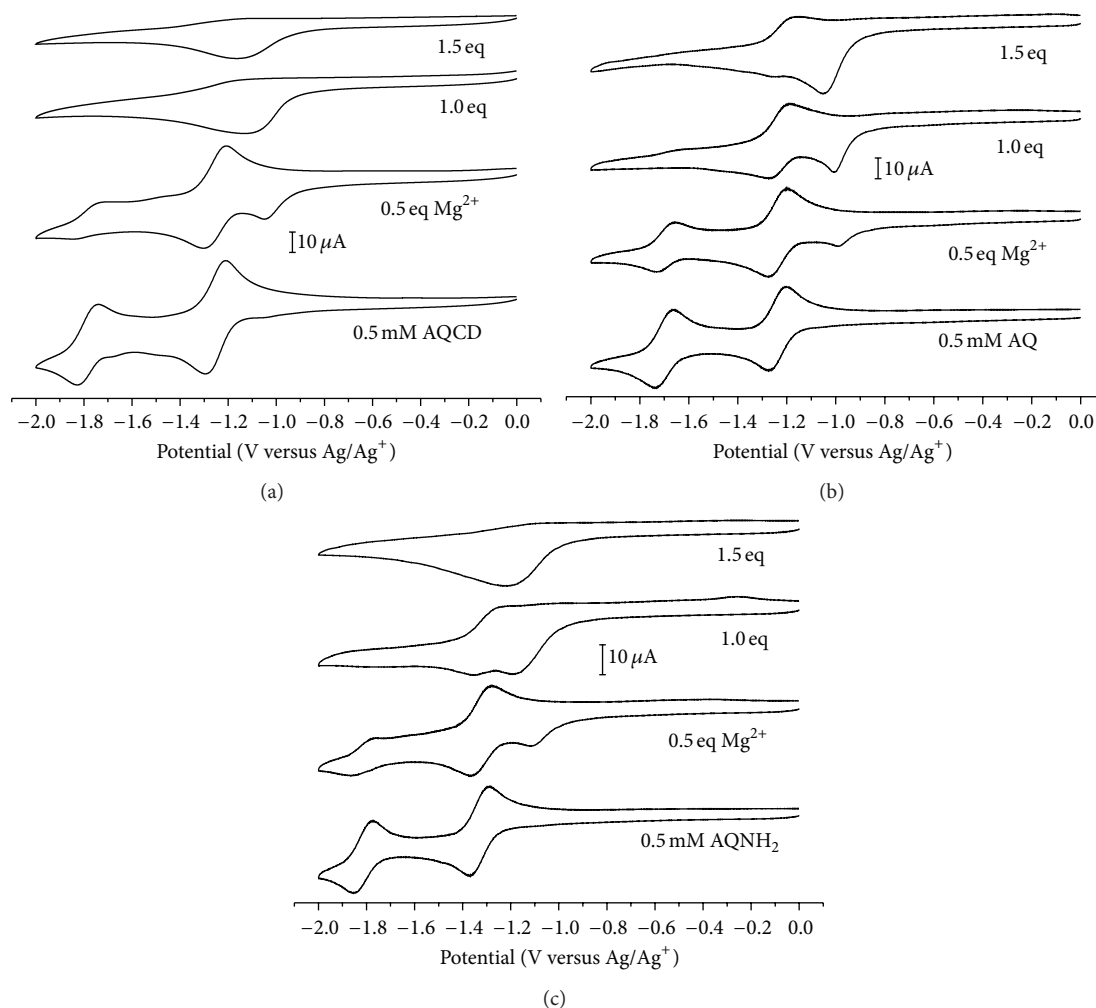 1.5 eq
1.0 eq
0.5 eq Mg²⁺
10 μA
0.5 mM AQCD
−2.0 −1.8 −1.6 −1.4 −1.2 −1.0 −0.8 −0.6 −0.4 −0.2 0.0
Potential (V versus Ag/Ag⁺)
(a)
1.5 eq
1.0 eq
10 μA
0.5 eq Mg²⁺
0.5 mM AQ
−2.0 −1.8 −1.6 −1.4 −1.2 −1.0 −0.8 −0.6 −0.4 −0.2 0.0
Potential (V versus Ag/Ag⁺)
(b)
1.5 eq
1.0 eq
10 μA
0.5 eq Mg²⁺
0.5 mM AQNH₂
−2.0 −1.8 −1.6 −1.4 −1.2 −1.0 −0.8 −0.6 −0.4 −0.2 0.0
Potential (V versus Ag/Ag⁺)
(c)